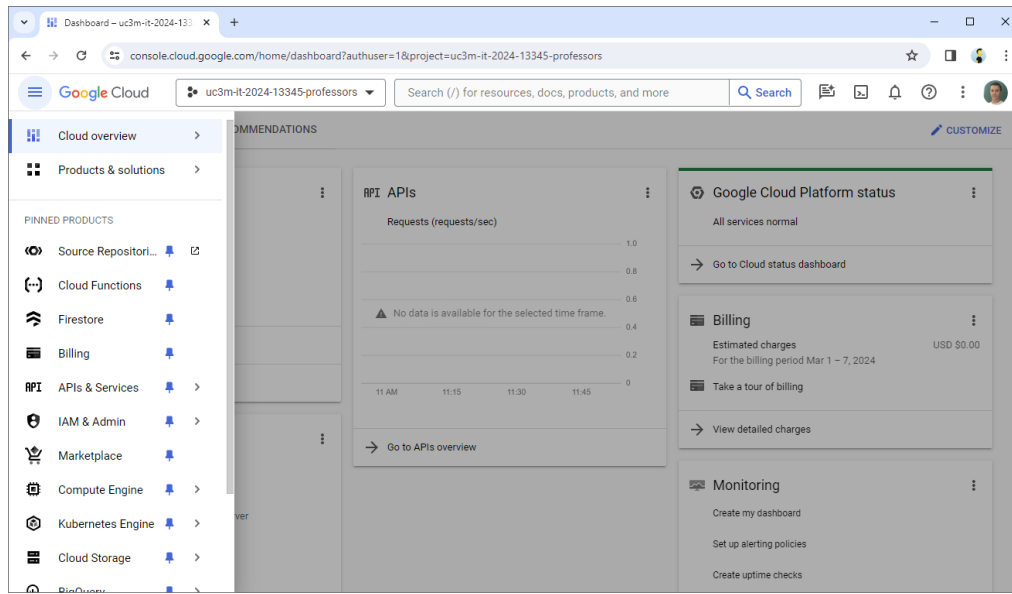 Dashboard – uc3m-it-2024-133
console.cloud.google.com/home/dashboard?authuser=1&project=uc3m-it-2024-13345-professors
Google Cloud
uc3m-it-2024-13345-professors
Search (/) for resources, docs, products, and more
Search
Cloud overview
OMMENDATIONS
CUSTOMIZE
Products & solutions
PINNED PRODUCTS
Source Repositori...
Cloud Functions
Firestore
Billing
API APIs & Services
IAM & Admin
Marketplace
Compute Engine
Kubernetes Engine
Cloud Storage
BigQuery
ver
API APIs
Requests (requests/sec)
1.0
0.8
0.6
No data is available for the selected time frame.
0.4
0.2
0
11 AM 11:15 11:30 11:45
Go to APIs overview
Google Cloud Platform status
All services normal
Go to Cloud status dashboard
Billing
Estimated charges USD $0.00
For the billing period Mar 1 – 7, 2024
Take a tour of billing
View detailed charges
Monitoring
Create my dashboard
Set up alerting policies
Create uptime checks